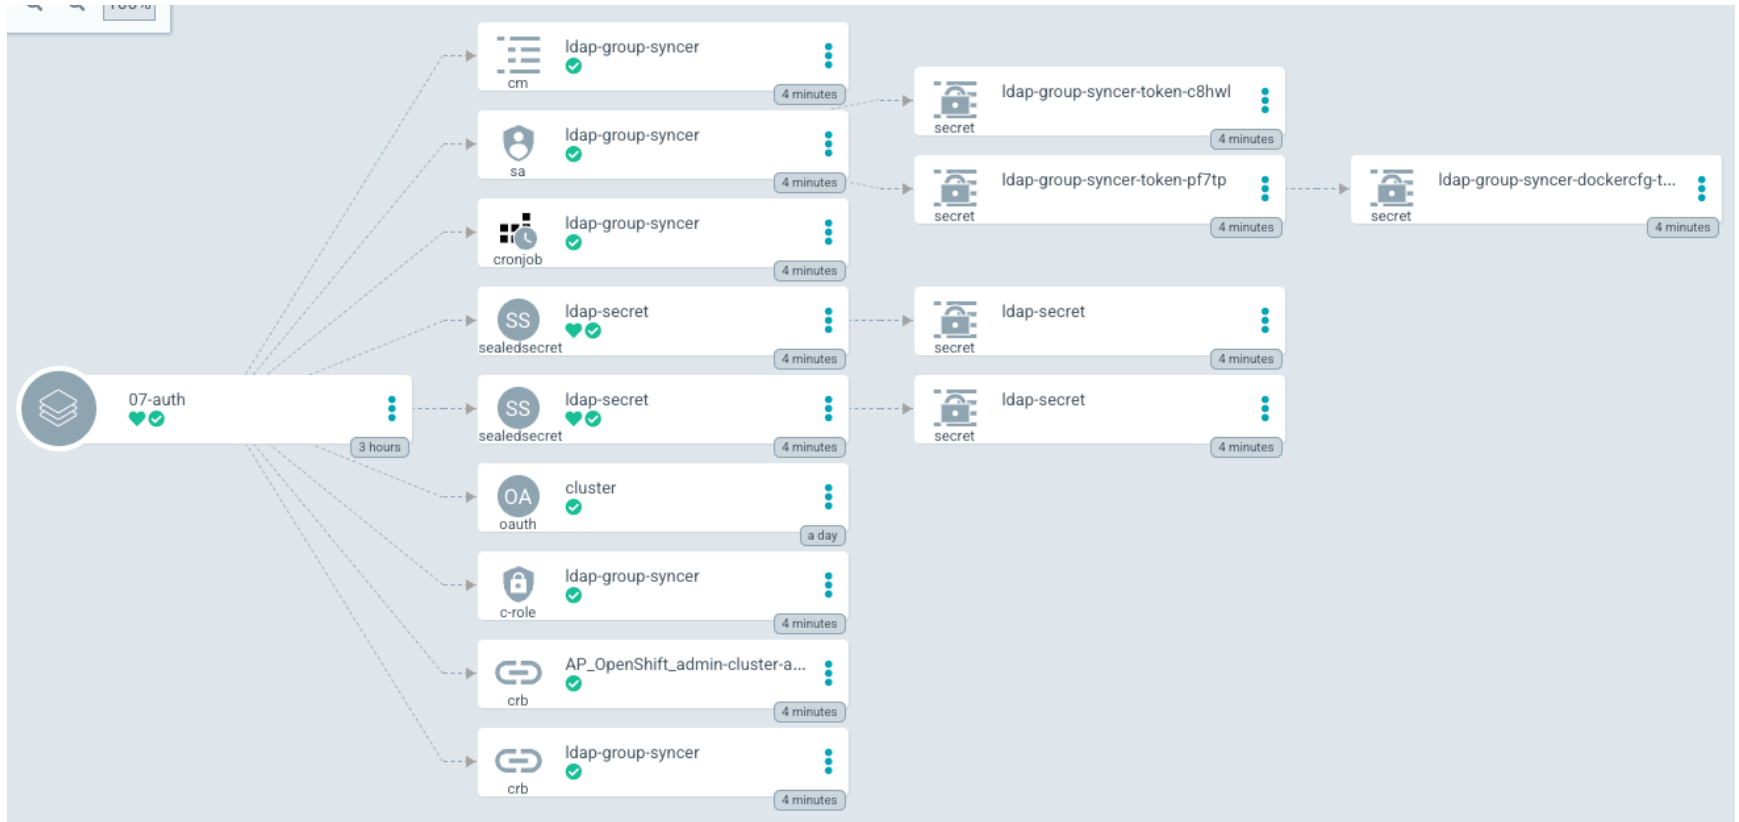 100%
ldap-group-syncer
cm
4 minutes
ldap-group-syncer-token-c8hwl
secret
4 minutes
ldap-group-syncer
sa
4 minutes
ldap-group-syncer-token-pf7tp
secret
4 minutes
ldap-group-syncer-dockercfg-t...
secret
4 minutes
ldap-group-syncer
cronjob
4 minutes
SS
ldap-secret
sealedsecret
4 minutes
ldap-secret
secret
4 minutes
07-auth
3 hours
SS
ldap-secret
sealedsecret
4 minutes
ldap-secret
secret
4 minutes
OA
cluster
oauth
a day
ldap-group-syncer
c-role
4 minutes
AP_OpenShift_admin-cluster-a...
crb
4 minutes
ldap-group-syncer
crb
4 minutes